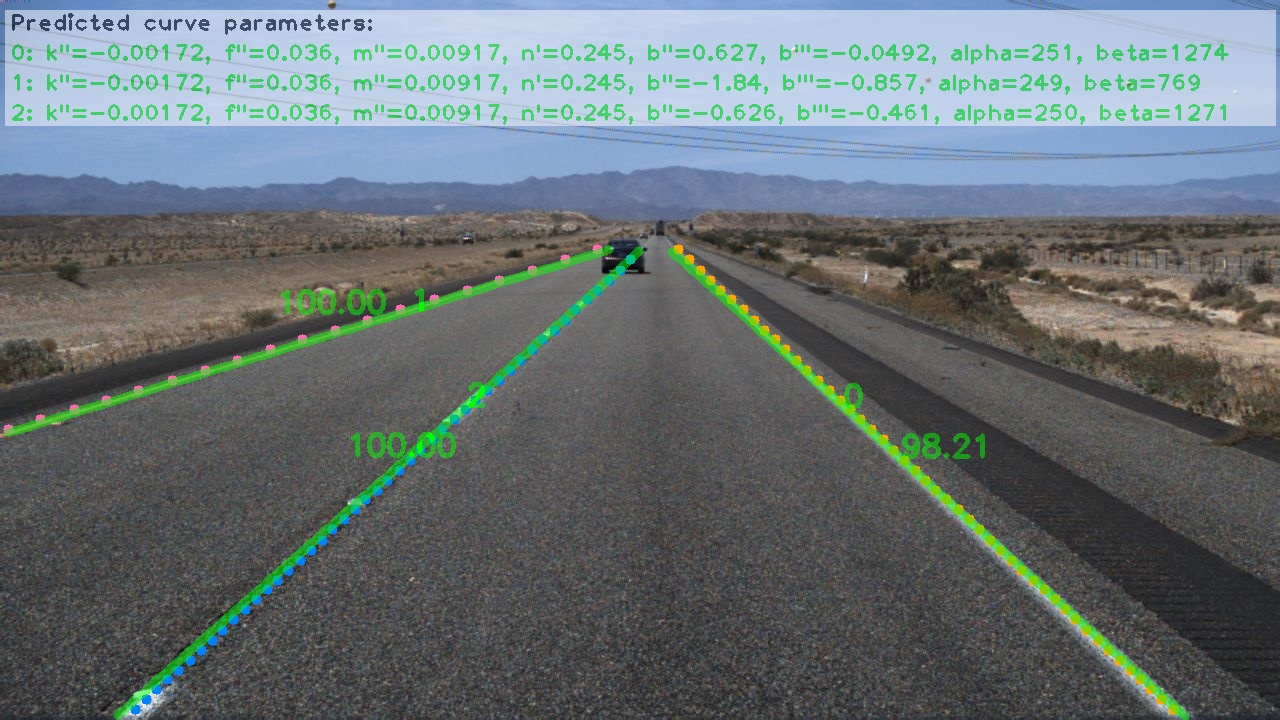 Predicted curve parameters:
0: k''=-0.00172, f''=0.036, m''=0.00917, n'=0.245, b''=0.627, b'''=-0.0492, alpha=251, beta=1274
1: k''=-0.00172, f''=0.036, m''=0.00917, n'=0.245, b''=-1.84, b'''=-0.857, alpha=249, beta=769
2: k''=-0.00172, f''=0.036, m''=0.00917, n'=0.245, b''=-0.626, b'''=-0.461, alpha=250, beta=1271
100.00 1
2 0
100.00 98.21